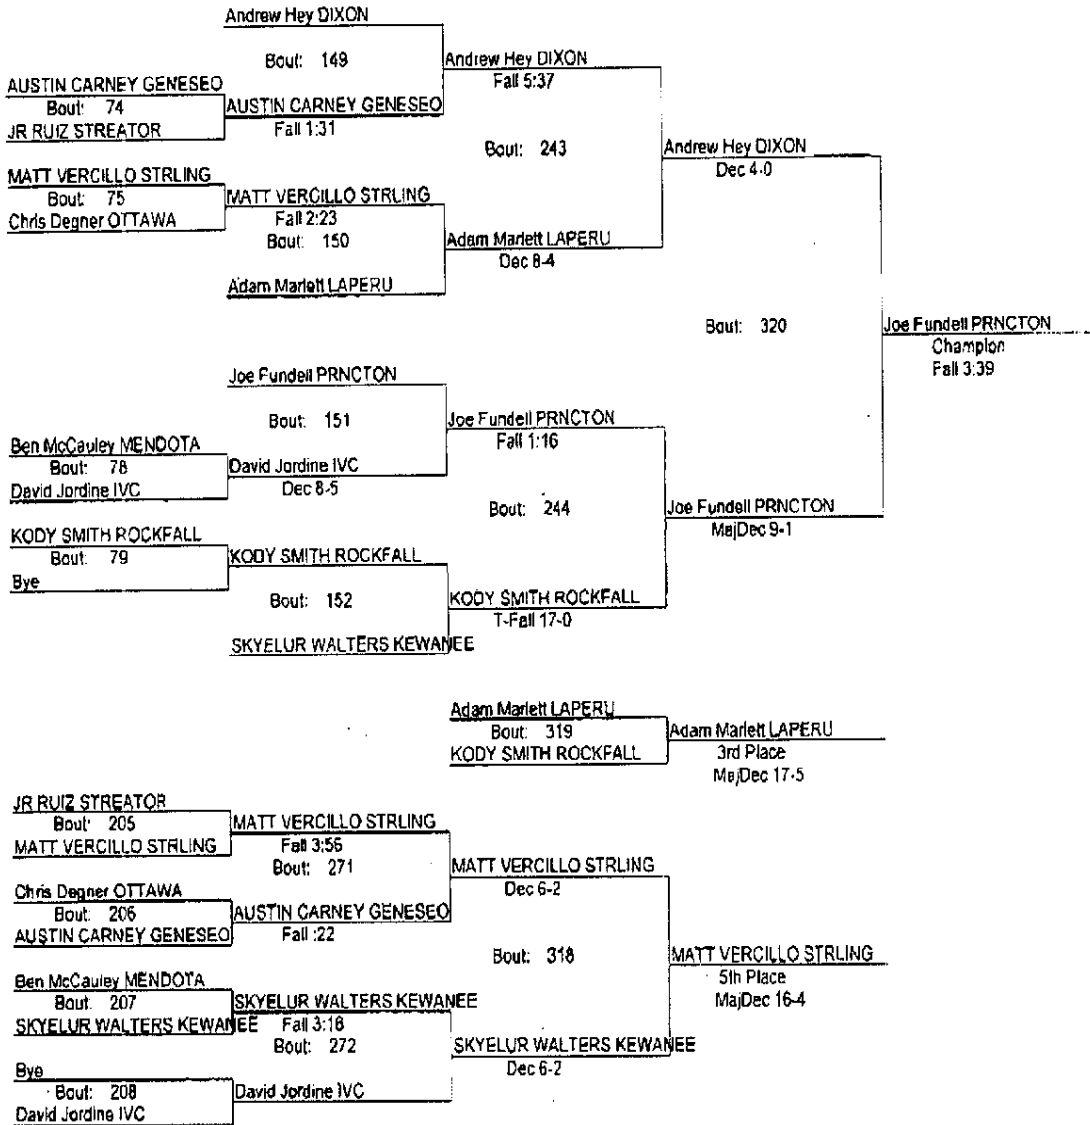 Andrew Hey DIXON
Bout: 149
Andrew Hey DIXON
Fall 5:37
AUSTIN CARNEY GENESEO
Bout: 74
AUSTIN CARNEY GENESEO
JR RUIZ STREATOR
Fall 1:31
Bout: 243
Andrew Hey DIXON
Dec 4-0
MATT VERCILLO STRLING
Bout: 75
MATT VERCILLO STRLING
Chris Degner OTTAWA
Fall 2:23
Bout: 150
Adam Marlett LAPERU
Dec 8-4
Adam Marlett LAPERU
Bout: 320
Joe Fundell PRNCTON
Champion
Fall 3:39
Joe Fundell PRNCTON
Bout: 151
Joe Fundell PRNCTON
Fall 1:16
Ben McCauley MENDOTA
Bout: 78
David Jordine IVC
David Jordine IVC
Dec 8-5
Bout: 244
Joe Fundell PRNCTON
MajDec 9-1
KODY SMITH ROCKFALL
Bout: 79
KODY SMITH ROCKFALL
Bye
Bout: 152
KODY SMITH ROCKFALL
T-Fall 17-0
SKYELUR WALTERS KEWANEE
Adam Marlett LAPERU
Bout: 319
Adam Marlett LAPERU
KODY SMITH ROCKFALL
3rd Place
MajDec 17-5
JR RUIZ STREATOR
Bout: 205
MATT VERCILLO STRLING
MATT VERCILLO STRLING
Fall 3:56
Bout: 271
MATT VERCILLO STRLING
Dec 6-2
Chris Degner OTTAWA
Bout: 206
AUSTIN CARNEY GENESEO
AUSTIN CARNEY GENESEO
Fall :22
Bout: 318
MATT VERCILLO STRLING
5th Place
MajDec 16-4
Ben McCauley MENDOTA
Bout: 207
SKYELUR WALTERS KEWANEE
SKYELUR WALTERS KEWANEE
Fall 3:18
Bout: 272
SKYELUR WALTERS KEWANEE
Dec 6-2
Bye
Bout: 208
David Jordine IVC
David Jordine IVC